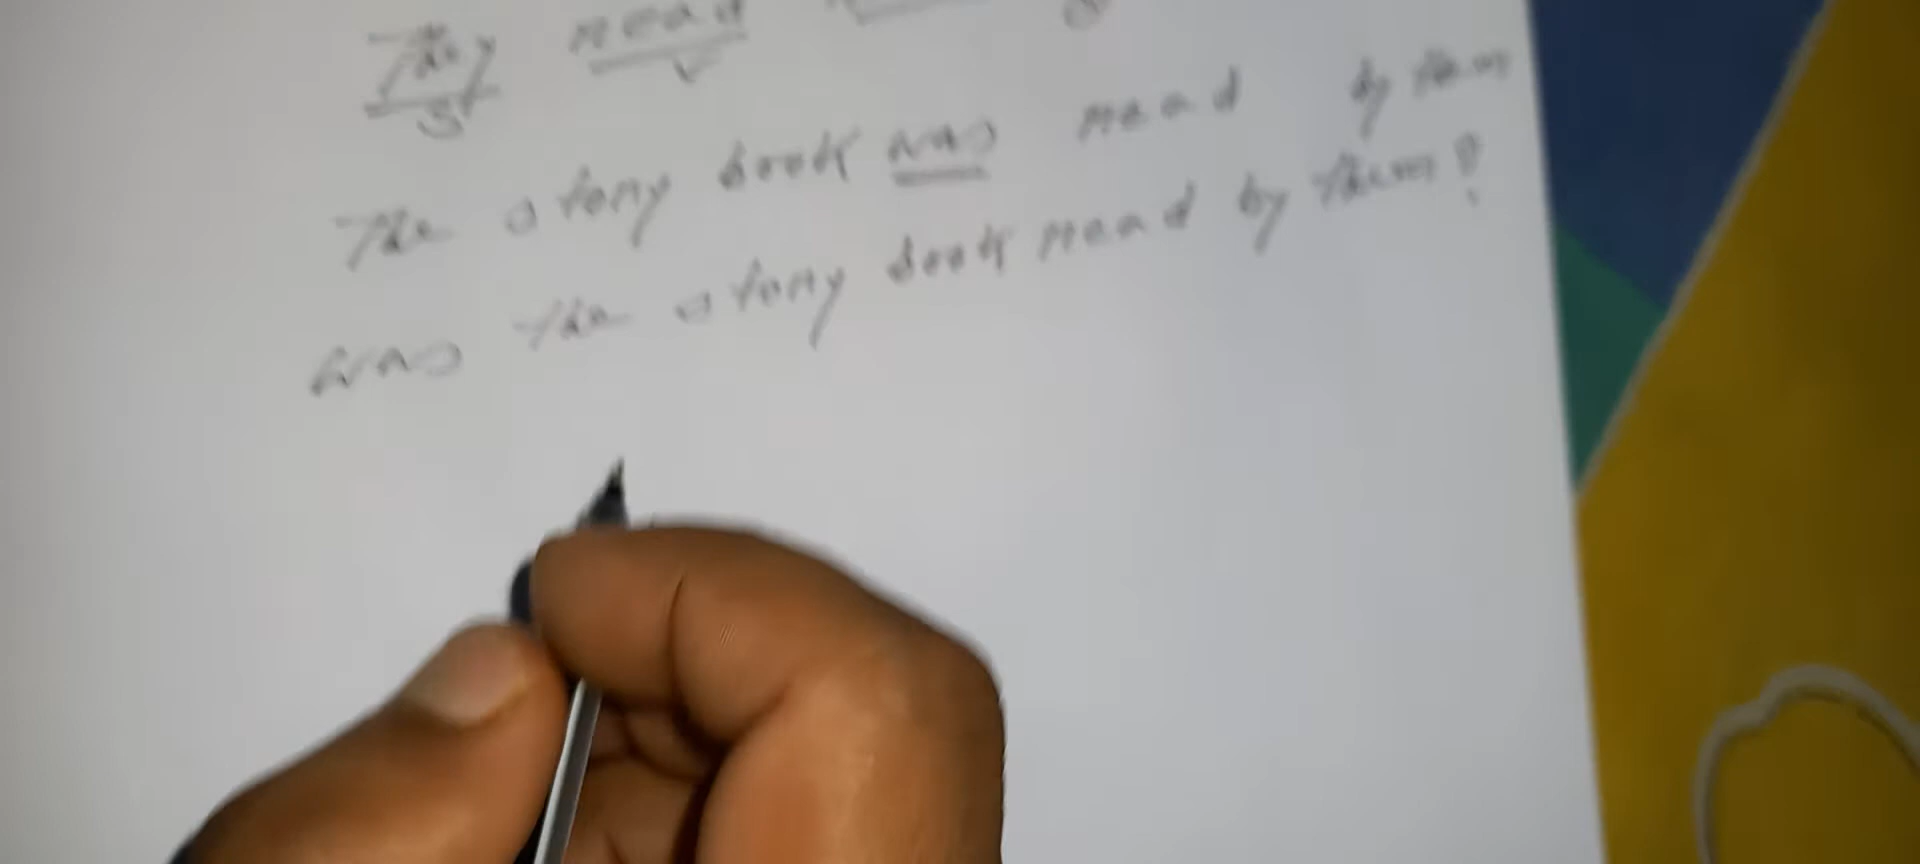 They read
S V
The story book was read by them
Was the story book read by them?